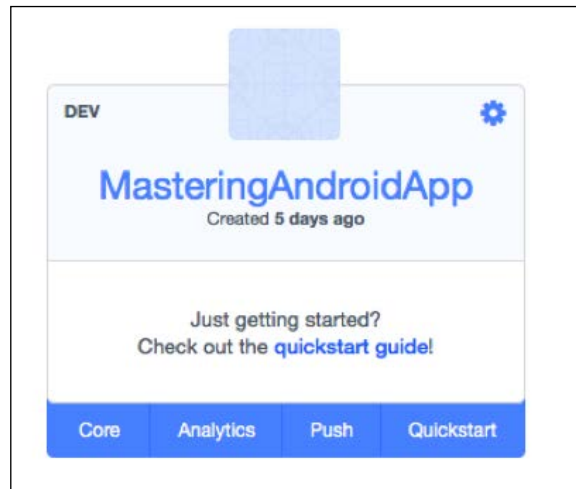 DEV
MasteringAndroidApp
Created 5 days ago
Just getting started?
Check out the quickstart guide!
Core
Analytics
Push
Quickstart